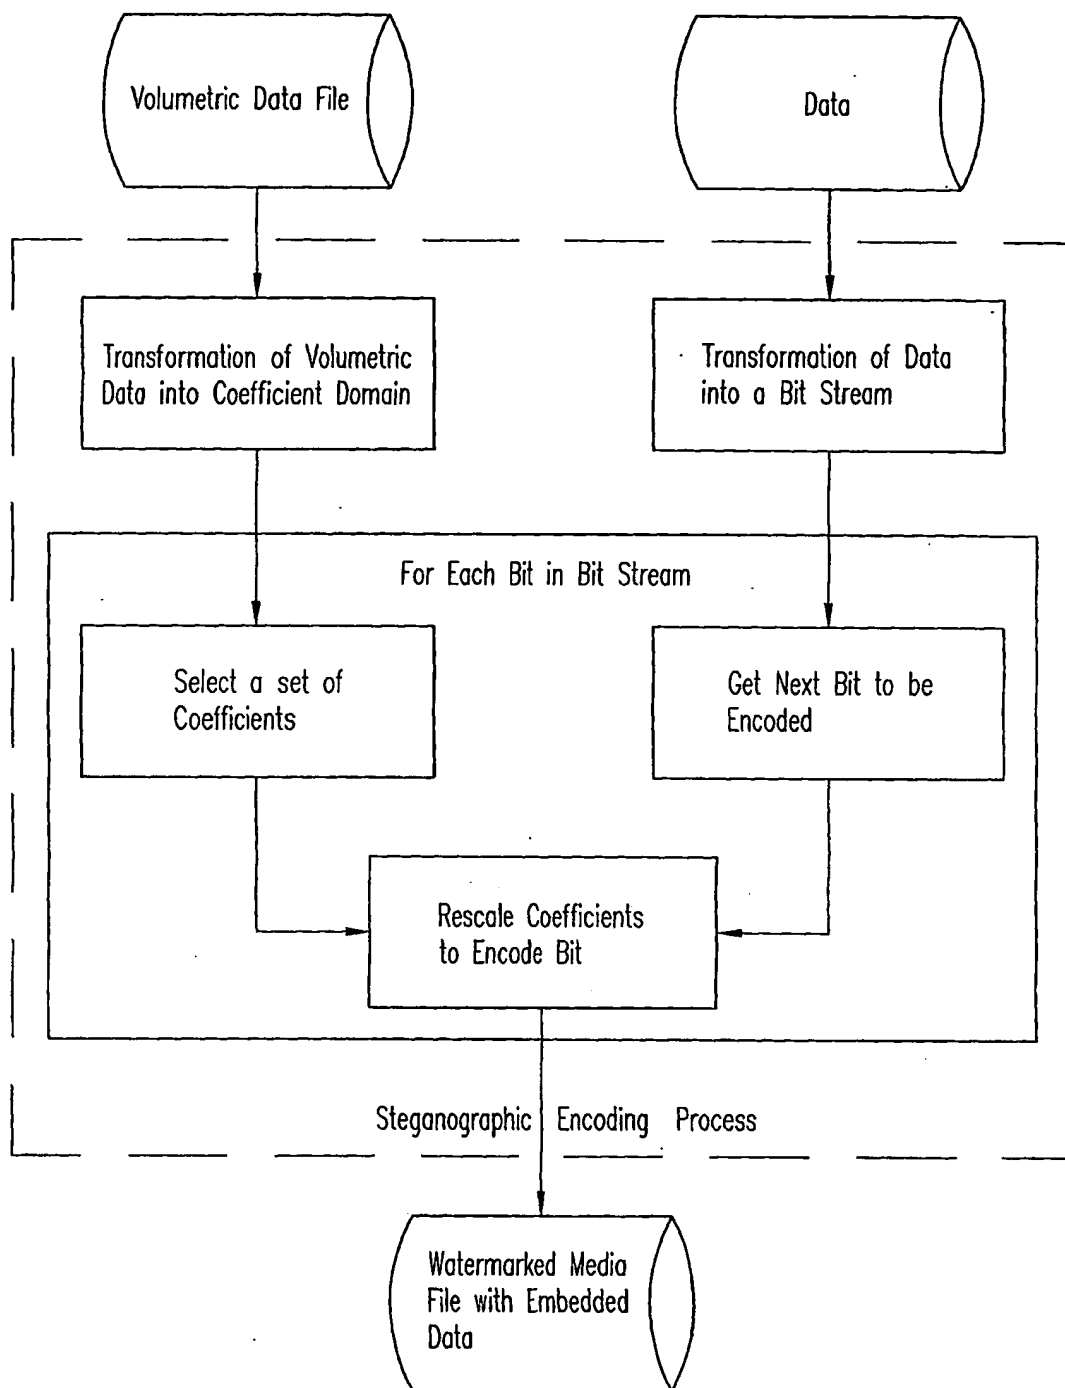 Volumetric Data File
Data
Transformation of Volumetric
Data into Coefficient Domain
Transformation of Data
into a Bit Stream
For Each Bit in Bit Stream
Select a set of
Coefficients
Get Next Bit to be
Encoded
Rescale Coefficients
to Encode Bit
Steganographic Encoding Process
Watermarked Media
File with Embedded
Data